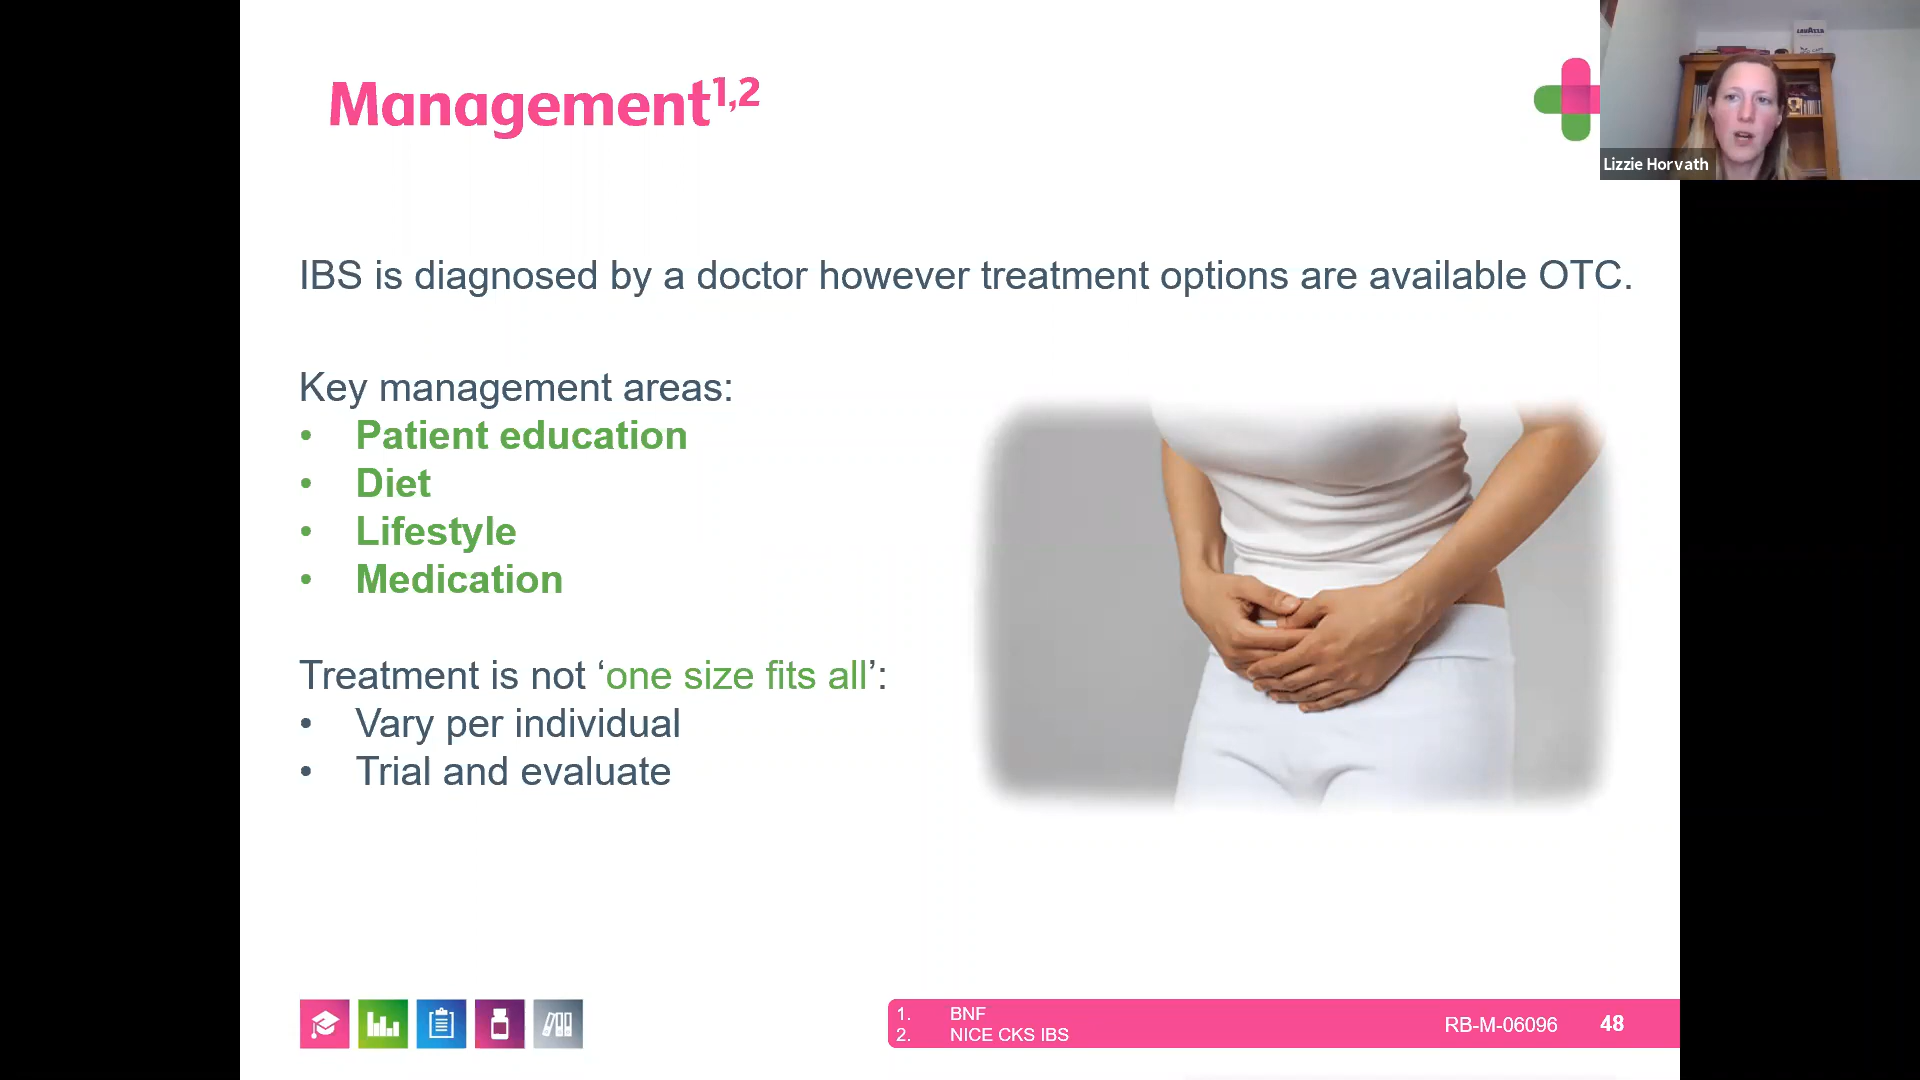 Management1,2
LAVAZZA
Lizzie Horvath
IBS is diagnosed by a doctor however treatment options are available OTC.
Key management areas:
• Patient education
• Diet
• Lifestyle
• Medication
Treatment is not ‘one size fits all’:
• Vary per individual
• Trial and evaluate
1. BNF
2. NICE CKS IBS
RB-M-06096
48